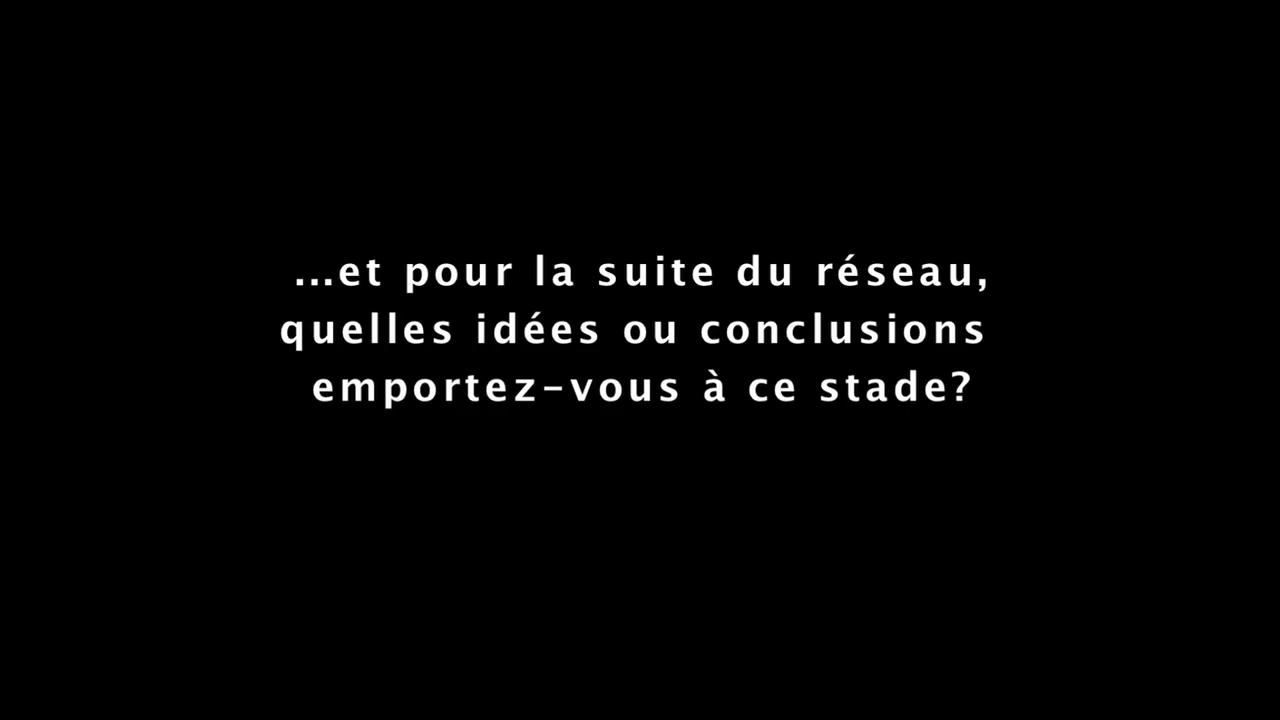 ...et pour la suite du réseau,
quelles idées ou conclusions
emportez-vous à ce stade?